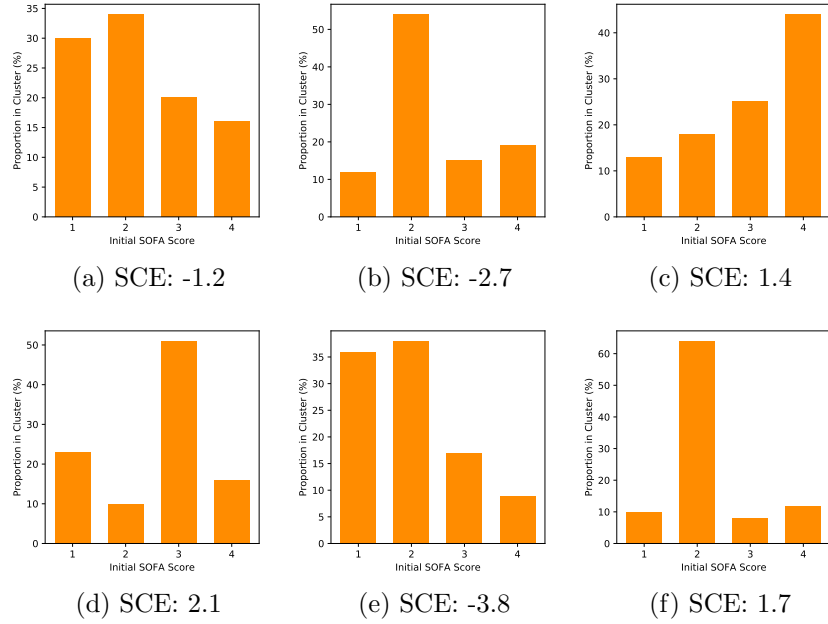 35
30
25
20
15
10
5
0
Proportion in Cluster (%)
1 2 3 4
Initial SOFA Score
(a) SCE: -1.2
50
40
30
20
10
0
Proportion in Cluster (%)
1 2 3 4
Initial SOFA Score
(b) SCE: -2.7
40
30
20
10
0
Proportion in Cluster (%)
1 2 3 4
Initial SOFA Score
(c) SCE: 1.4
50
40
30
20
10
0
Proportion in Cluster (%)
1 2 3 4
Initial SOFA Score
(d) SCE: 2.1
35
30
25
20
15
10
5
0
Proportion in Cluster (%)
1 2 3 4
Initial SOFA Score
(e) SCE: -3.8
60
50
40
30
20
10
0
Proportion in Cluster (%)
1 2 3 4
Initial SOFA Score
(f) SCE: 1.7